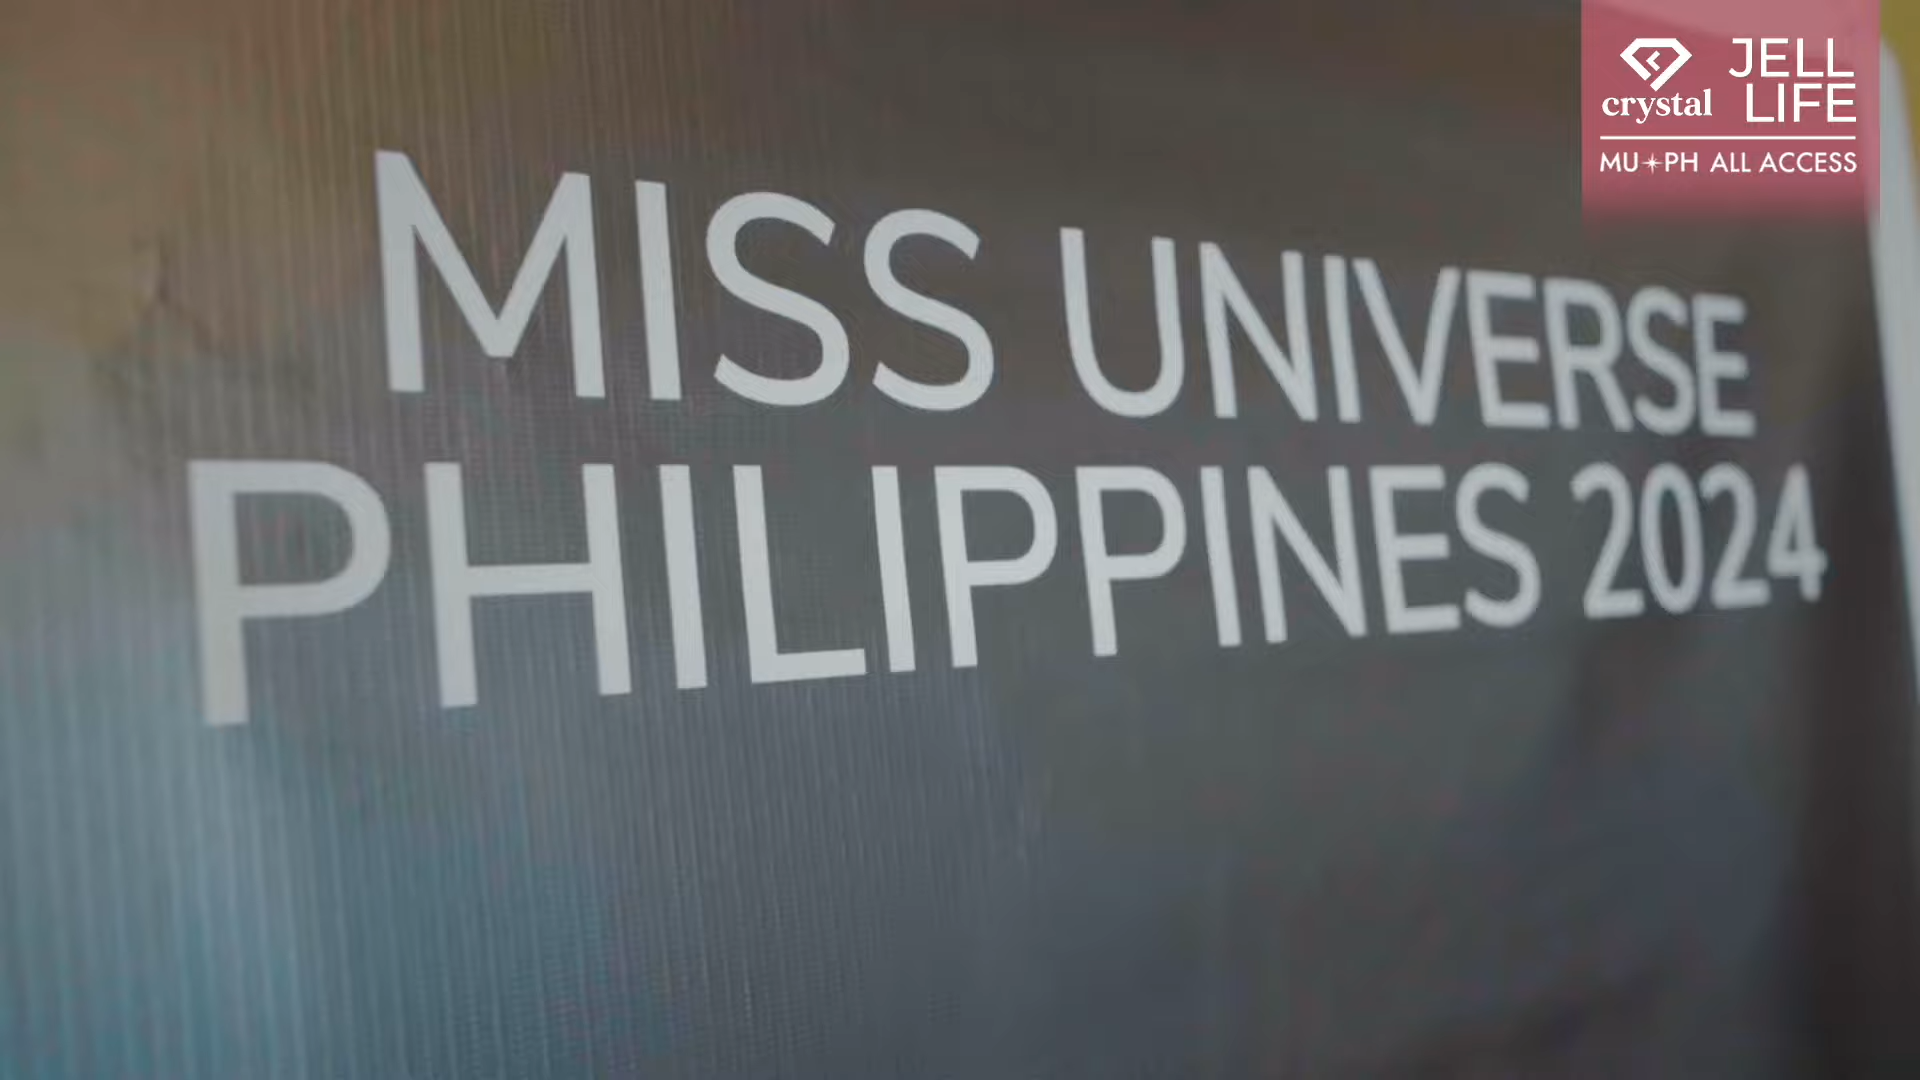 MISS UNIVERSE
PHILIPPINES 2024
crystal
JELL
LIFE
MU PH ALL ACCESS